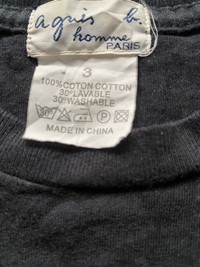 agnès b.
homme
PARIS
3
100%COTON COTTON
30°LAVABLE
30°WASHABLE
MADE IN CHINA